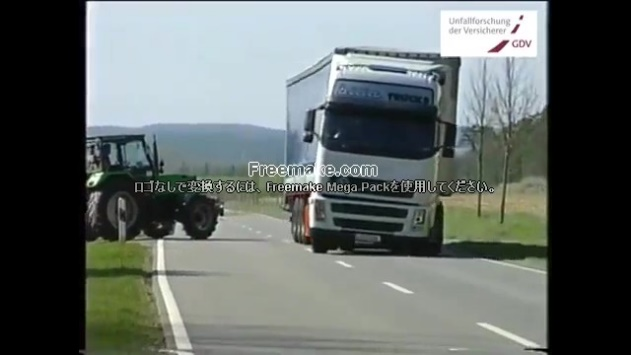 Unfallforschung
der Versicherer
GDV
Freemake.com
ロゴなしで変換するには、Freemake Mega Packを使用してください。